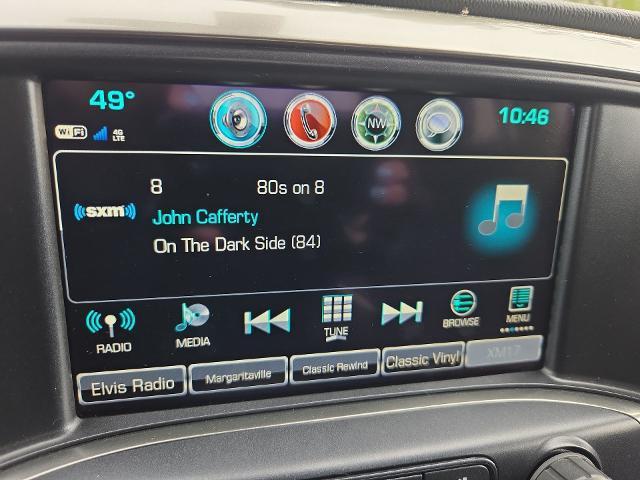 49° 10:46
WiFi 4G LTE NW
8 80s on 8
((sxm))
John Cafferty
On The Dark Side (84)
RADIO MEDIA TUNE BROWSE MENU
Elvis Radio Margaritaville Classic Rewind Classic Vinyl XM17